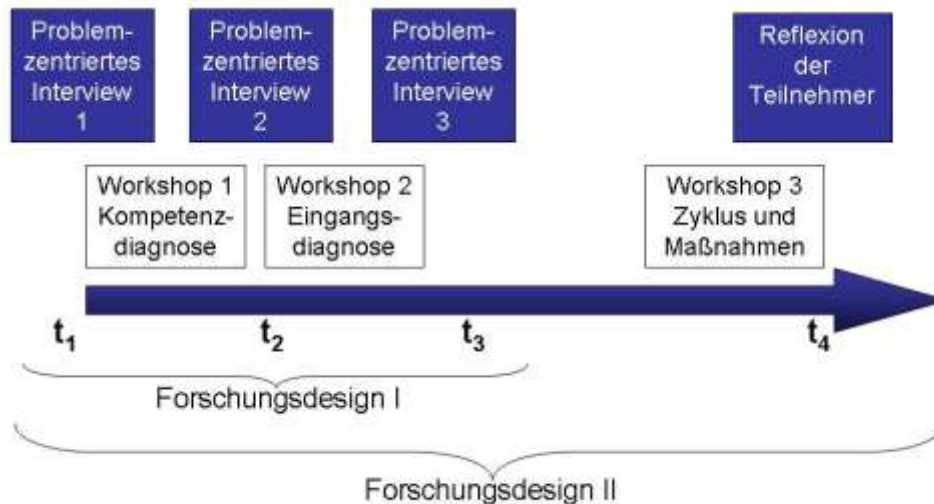 Problem-
zentriertes
Interview
1
Problem-
zentriertes
Interview
2
Problem-
zentriertes
Interview
3
Reflexion
der
Teilnehmer
Workshop 1
Kompetenz-
diagnose
Workshop 2
Eingangs-
diagnose
Workshop 3
Zyklus und
Maßnahmen
t₁ t₂ t₃ t₄
Forschungsdesign I
Forschungsdesign II